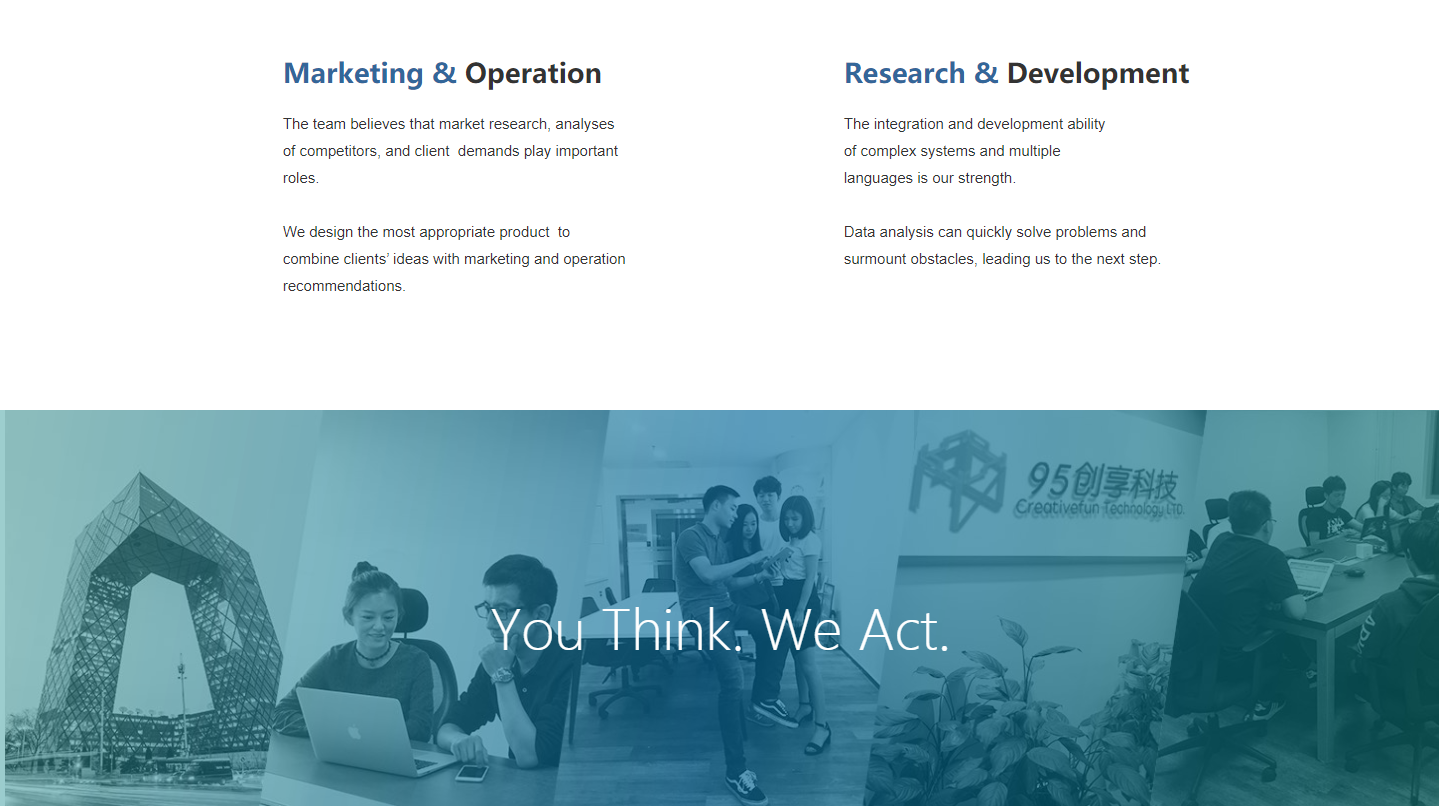 Marketing & Operation
The team believes that market research, analyses
of competitors, and client  demands play important
roles.
We design the most appropriate product  to
combine clients’ ideas with marketing and operation
recommendations.
Research & Development
The integration and development ability
of complex systems and multiple
languages is our strength.
Data analysis can quickly solve problems and
surmount obstacles, leading us to the next step.
95创享科技
Creativefun Technology LTD.
You Think. We Act.